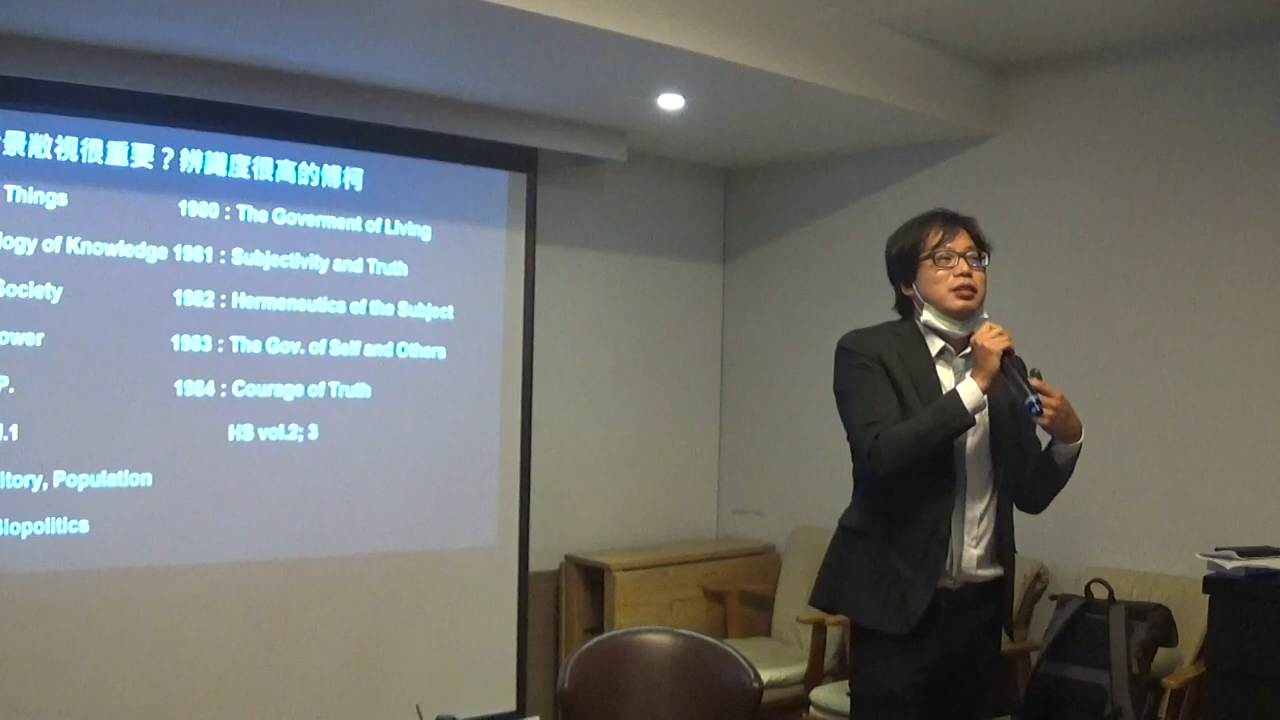 景敞視很重要？辨識度很高的傅柯
Things 1980 : The Goverment of Living
logy of Knowledge 1981 : Subjectivity and Truth
Society 1982 : Hermeneutics of the Subject
ower 1983 : The Gov. of Self and Others
P. 1984 : Courage of Truth
l.1 HS vol.2; 3
itory, Population
Biopolitics